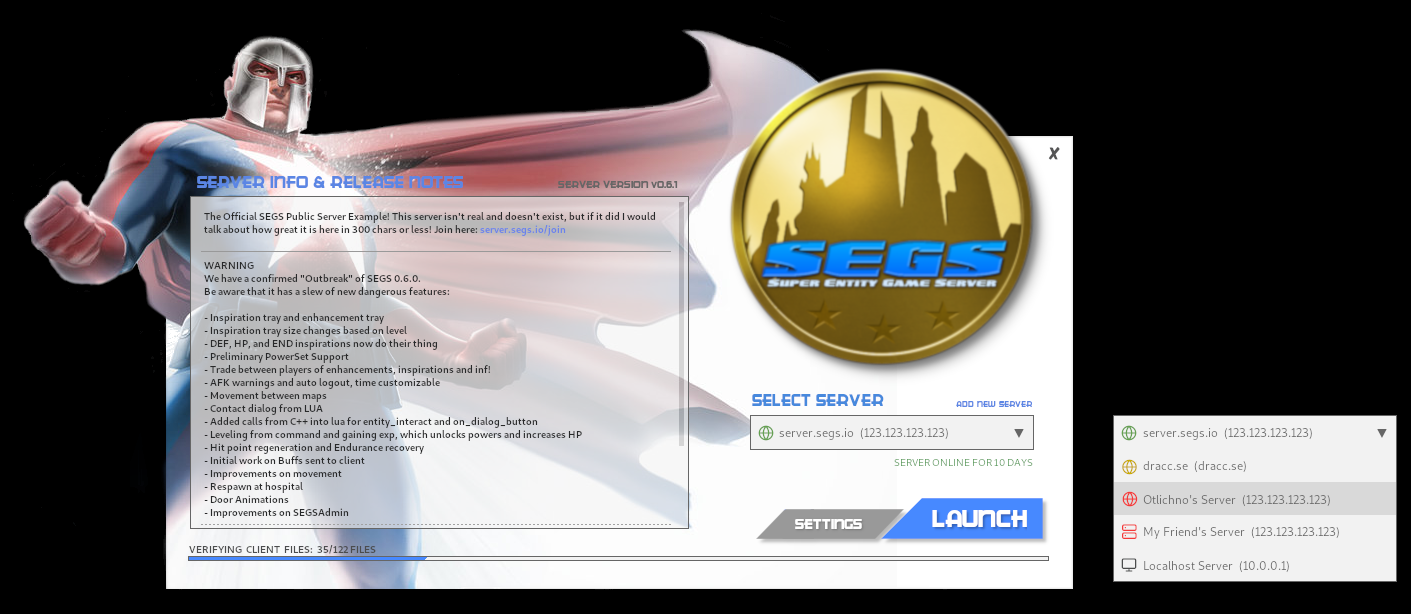 SERVER INFO & RELEASE NOTES
SERVER VERSION v0.6.1
The Official SEGS Public Server Example! This server isn't real and doesn't exist, but if it did I would
talk about how great it is here in 300 chars or less! Join here: server.segs.io/join
WARNING
We have a confirmed "Outbreak" of SEGS 0.6.0.
Be aware that it has a slew of new dangerous features:
- Inspiration tray and enhancement tray
- Inspiration tray size changes based on level
- DEF, HP, and END inspirations now do their thing
- Preliminary PowerSet Support
- Trade between players of enhancements, inspirations and inf!
- AFK warnings and auto logout, time customizable
- Movement between maps
- Contact dialog from LUA
- Added calls from C++ into lua for entity_interact and on_dialog_button
- Leveling from command and gaining exp, which unlocks powers and increases HP
- Hit point regeneration and Endurance recovery
- Initial work on Buffs sent to client
- Improvements on movement
- Respawn at hospital
- Door Animations
- Improvements on SEGSAdmin
VERIFYING CLIENT FILES: 35/122 FILES
X
SEGS
SUPER ENTITY GAME SERVER
SELECT SERVER
ADD NEW SERVER
server.segs.io (123.123.123.123)
SERVER ONLINE FOR 10 DAYS
SETTINGS
LAUNCH
server.segs.io (123.123.123.123)
dracc.se (dracc.se)
Otlichno's Server (123.123.123.123)
My Friend's Server (123.123.123.123)
Localhost Server (10.0.0.1)